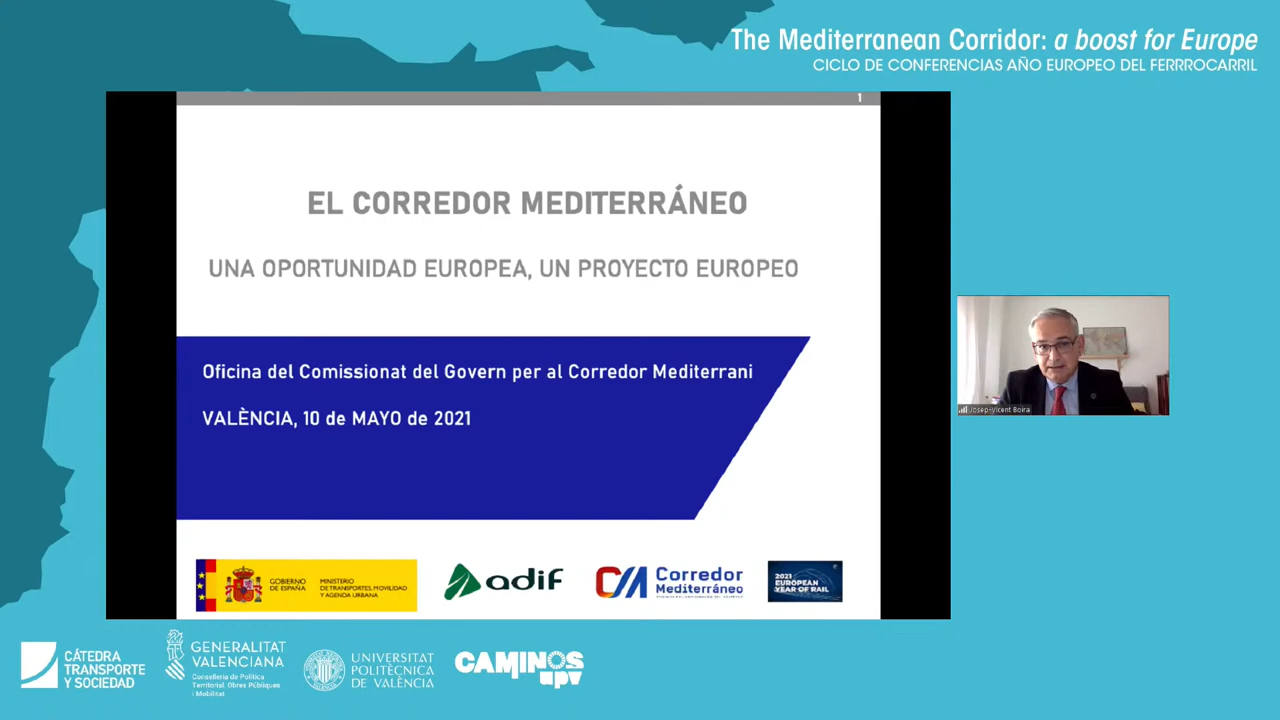 The Mediterranean Corridor: a boost for Europe
CICLO DE CONFERENCIAS AÑO EUROPEO DEL FERRROCARRIL
1
EL CORREDOR MEDITERRÁNEO
UNA OPORTUNIDAD EUROPEA, UN PROYECTO EUROPEO
Oficina del Comissionat del Govern per al Corredor Mediterrani
VALÈNCIA, 10 de MAYO de 2021
Josep-Vicent Boira
GOBIERNO
DE ESPAÑA
MINISTERIO
DE TRANSPORTES, MOVILIDAD
Y AGENDA URBANA
adif
CM Corredor
Mediterráneo
2021
EUROPEAN
YEAR OF RAIL
CÁTEDRA
TRANSPORTE
Y SOCIEDAD
GENERALITAT
VALENCIANA
Conselleria de Política
Territorial, Obres Públiques
i Mobilitat
UNIVERSITAT
POLITÈCNICA
DE VALÈNCIA
CAMINOS
upv